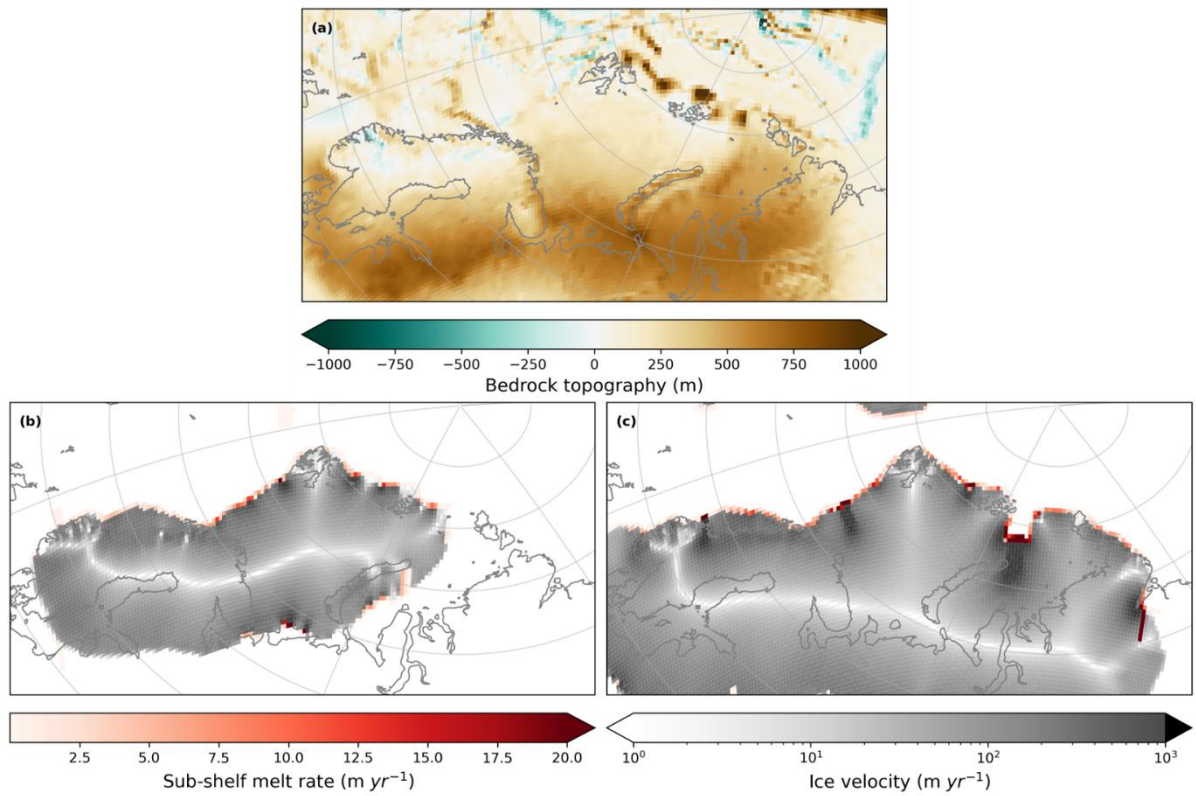 (a)
−1000 −750 −500 −250 0 250 500 750 1000
Bedrock topography (m)
(b)
(c)
2.5 5.0 7.5 10.0 12.5 15.0 17.5 20.0
Sub-shelf melt rate (m yr⁻¹)
10⁰ 10¹ 10² 10³
Ice velocity (m yr⁻¹)